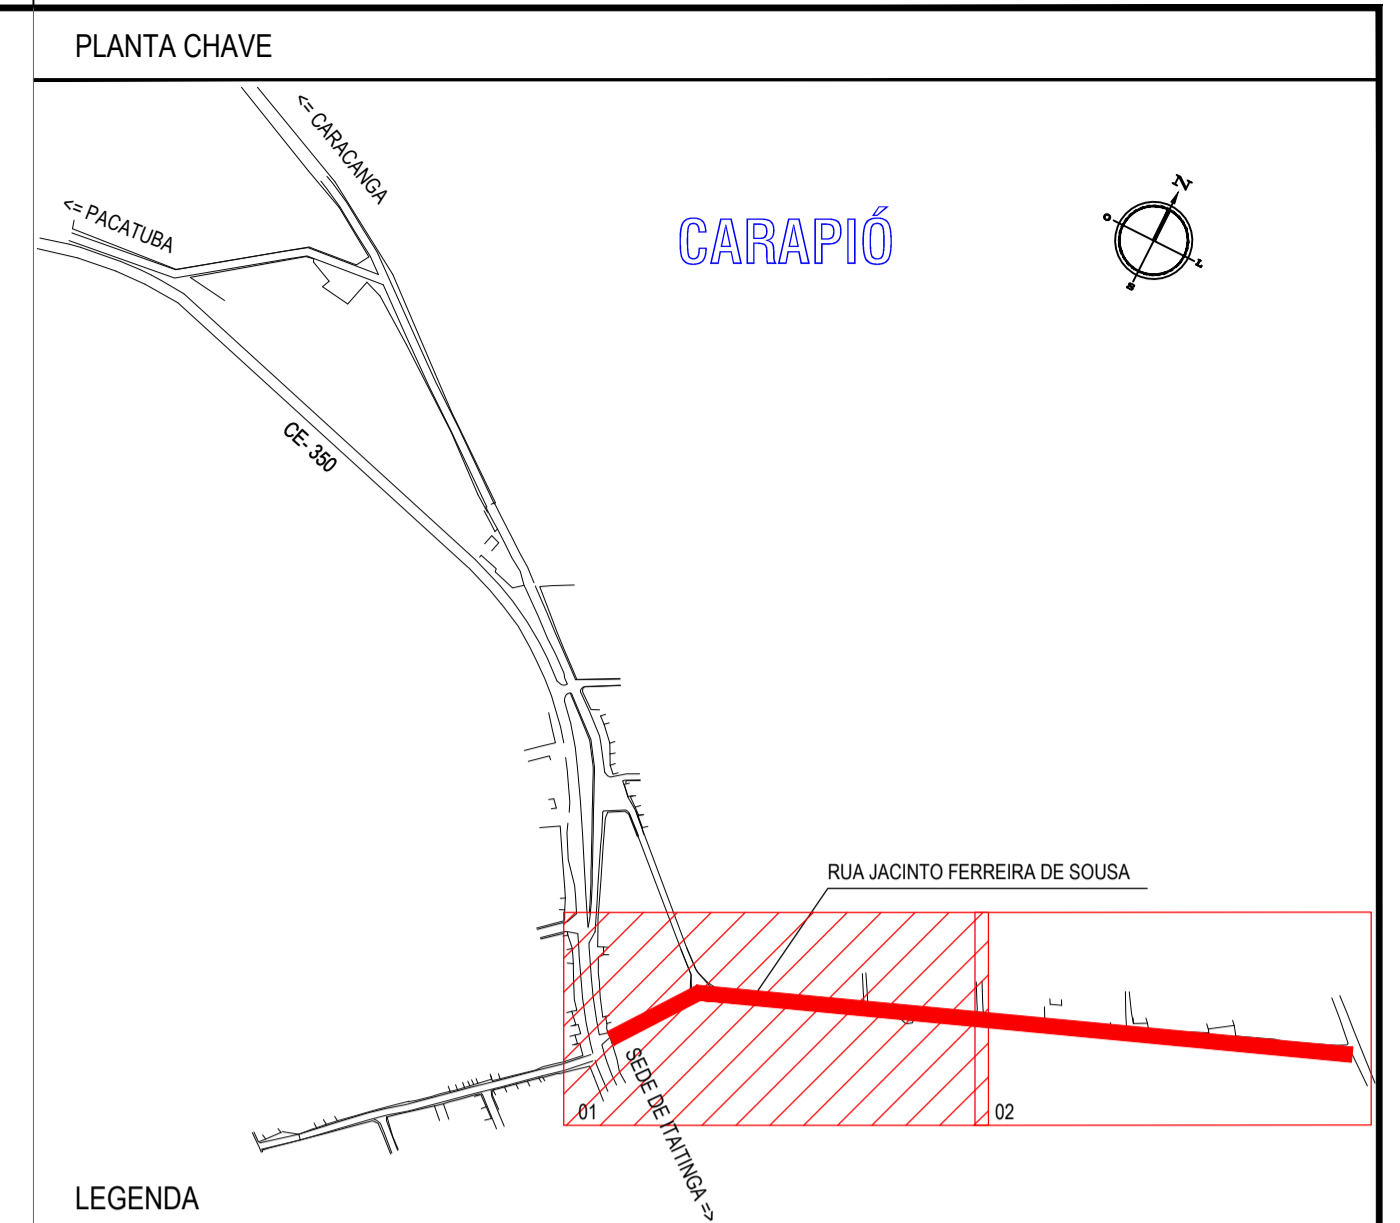 PLANTA CHAVE
<= CARACANGA
<= PACATUBA
CARAPIÓ
N
O
L
S
CE- 350
RUA JACINTO FERREIRA DE SOUSA
01
02
SEDE DE ITAITINGA =>
LEGENDA